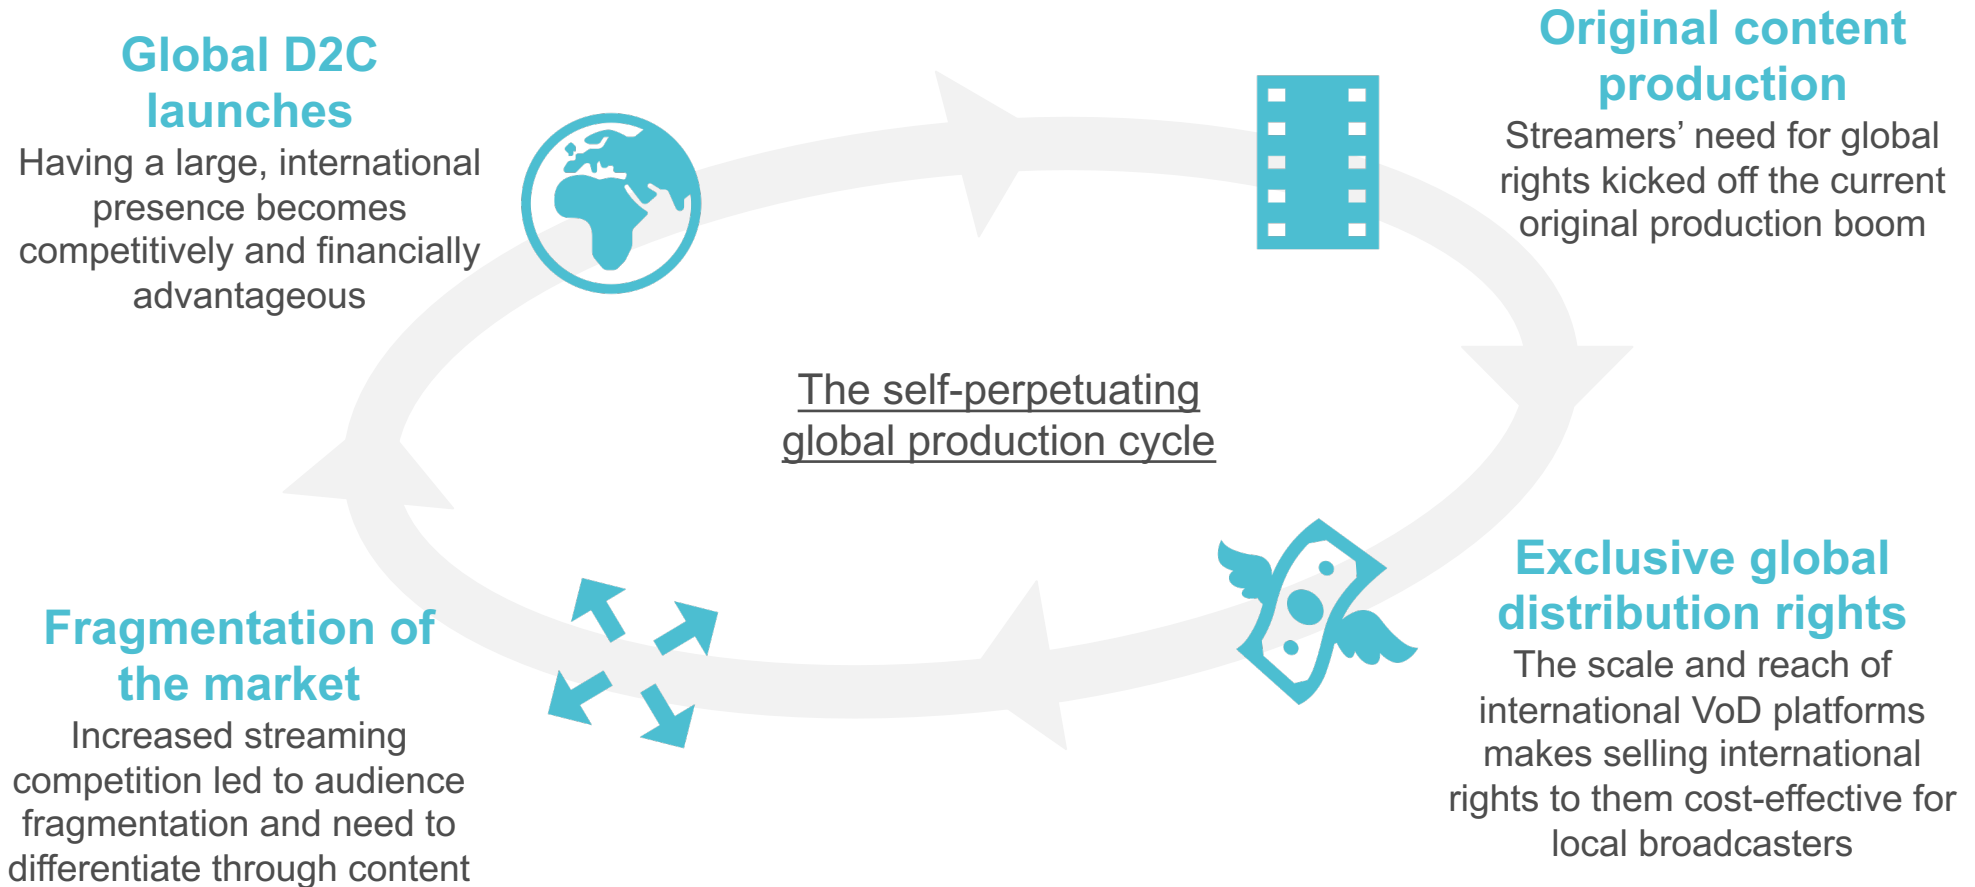 Global D2C
launches
Having a large, international
presence becomes
competitively and financially
advantageous
Original content
production
Streamers’ need for global
rights kicked off the current
original production boom
The self-perpetuating
global production cycle
Exclusive global
distribution rights
The scale and reach of
international VoD platforms
makes selling international
rights to them cost-effective for
local broadcasters
Fragmentation of
the market
Increased streaming
competition led to audience
fragmentation and need to
differentiate through content